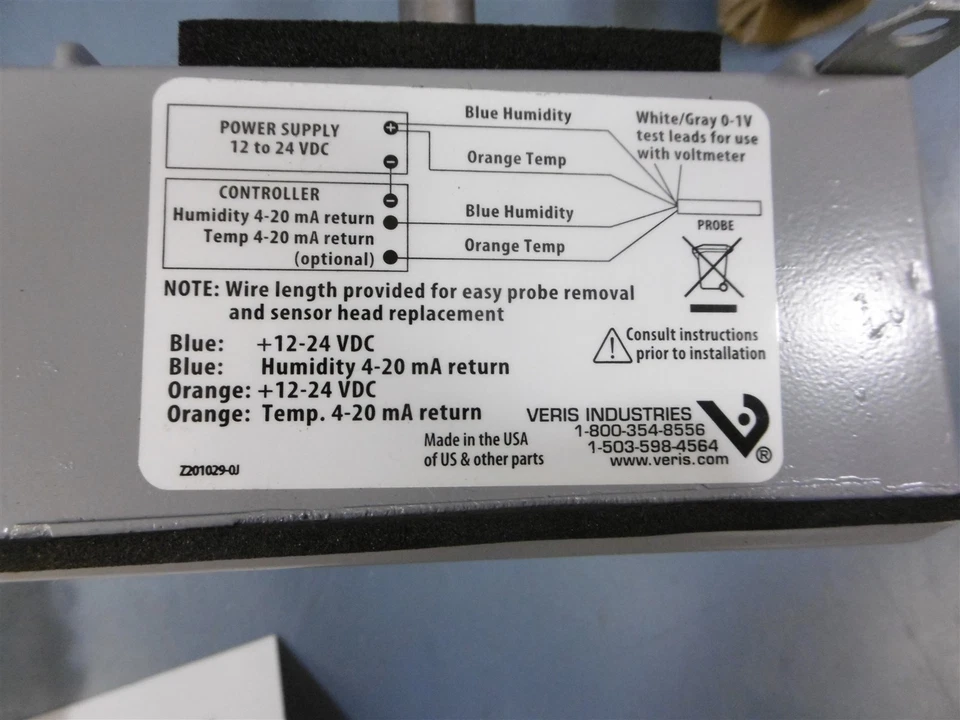 POWER SUPPLY
12 to 24 VDC
+
−
Blue Humidity
Orange Temp
White/Gray 0-1V
test leads for use
with voltmeter
CONTROLLER
−
Humidity 4-20 mA return
Temp 4-20 mA return
(optional)
Blue Humidity
Orange Temp
PROBE
NOTE: Wire length provided for easy probe removal
and sensor head replacement
Blue: +12-24 VDC
Blue: Humidity 4-20 mA return
Orange: +12-24 VDC
Orange: Temp. 4-20 mA return
! Consult instructions
prior to installation
Made in the USA
of US & other parts
VERIS INDUSTRIES
1-800-354-8556
1-503-598-4564
www.veris.com
®
Z201029-0J